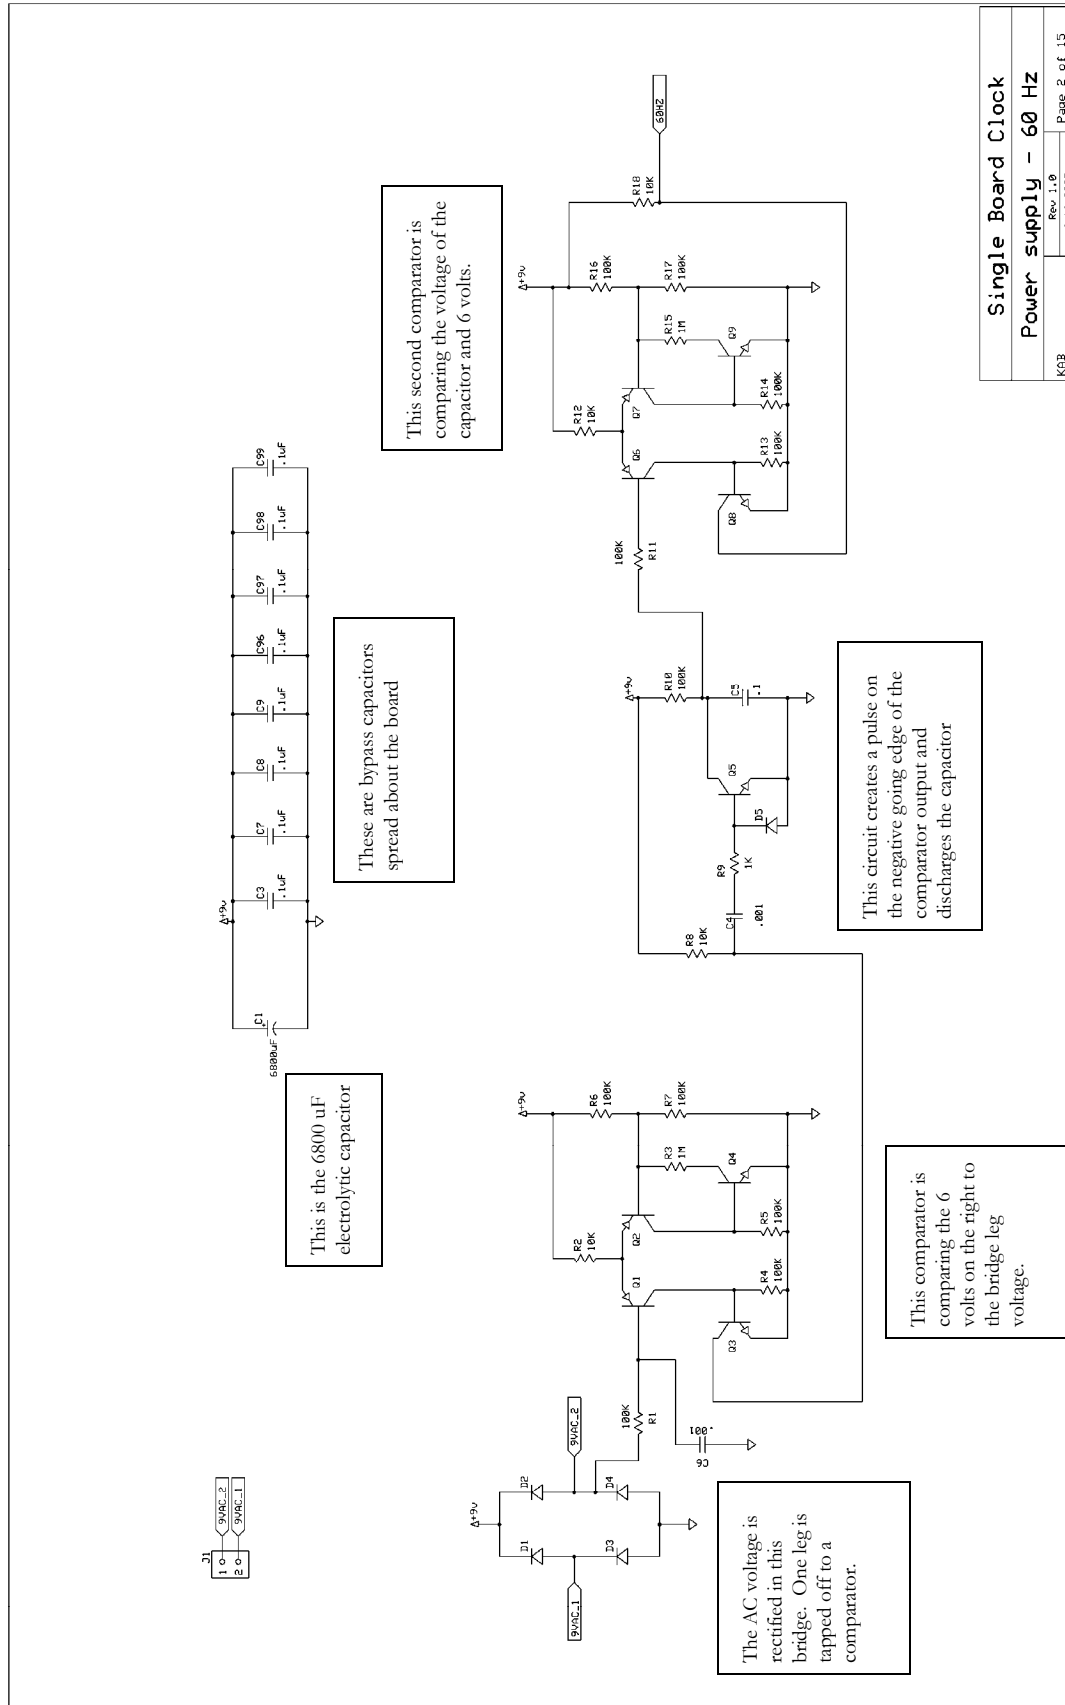 J1
1
2
9VAC_2
9VAC_1
+9v
C1
6800uF
+
C3
.1uF
C7
.1uF
C8
.1uF
C9
.1uF
C96
.1uF
C97
.1uF
C98
.1uF
C99
.1uF
This is the 6800 uF
electrolytic capacitor
These are bypass capacitors
spread about the board
This second comparator is
comparing the voltage of the
capacitor and 6 volts.
+9v
D1
D2
D3
D4
9VAC_1
9VAC_2
100K
R1
C6
.001
+9v
R2
10K
Q1
Q2
R6
100K
R3
1M
R7
100K
Q3
Q4
R4
100K
R5
100K
+9v
R8
10K
C4
.001
R9
1K
D5
Q5
R10
100K
C5
.1
100K
R11
+9v
R12
10K
Q6
Q7
R16
100K
R15
1M
R17
100K
Q8
Q9
R13
100K
R14
100K
R18
10K
60HZ
The AC voltage is
rectified in this
bridge. One leg is
tapped off to a
comparator.
This comparator is
comparing the 6
volts on the right to
the bridge leg
voltage.
This circuit creates a pulse on
the negative going edge of the
comparator output and
discharges the capacitor
Single Board Clock
Power supply - 60 Hz
KAB
Rev 1.0
Page 2 of 15